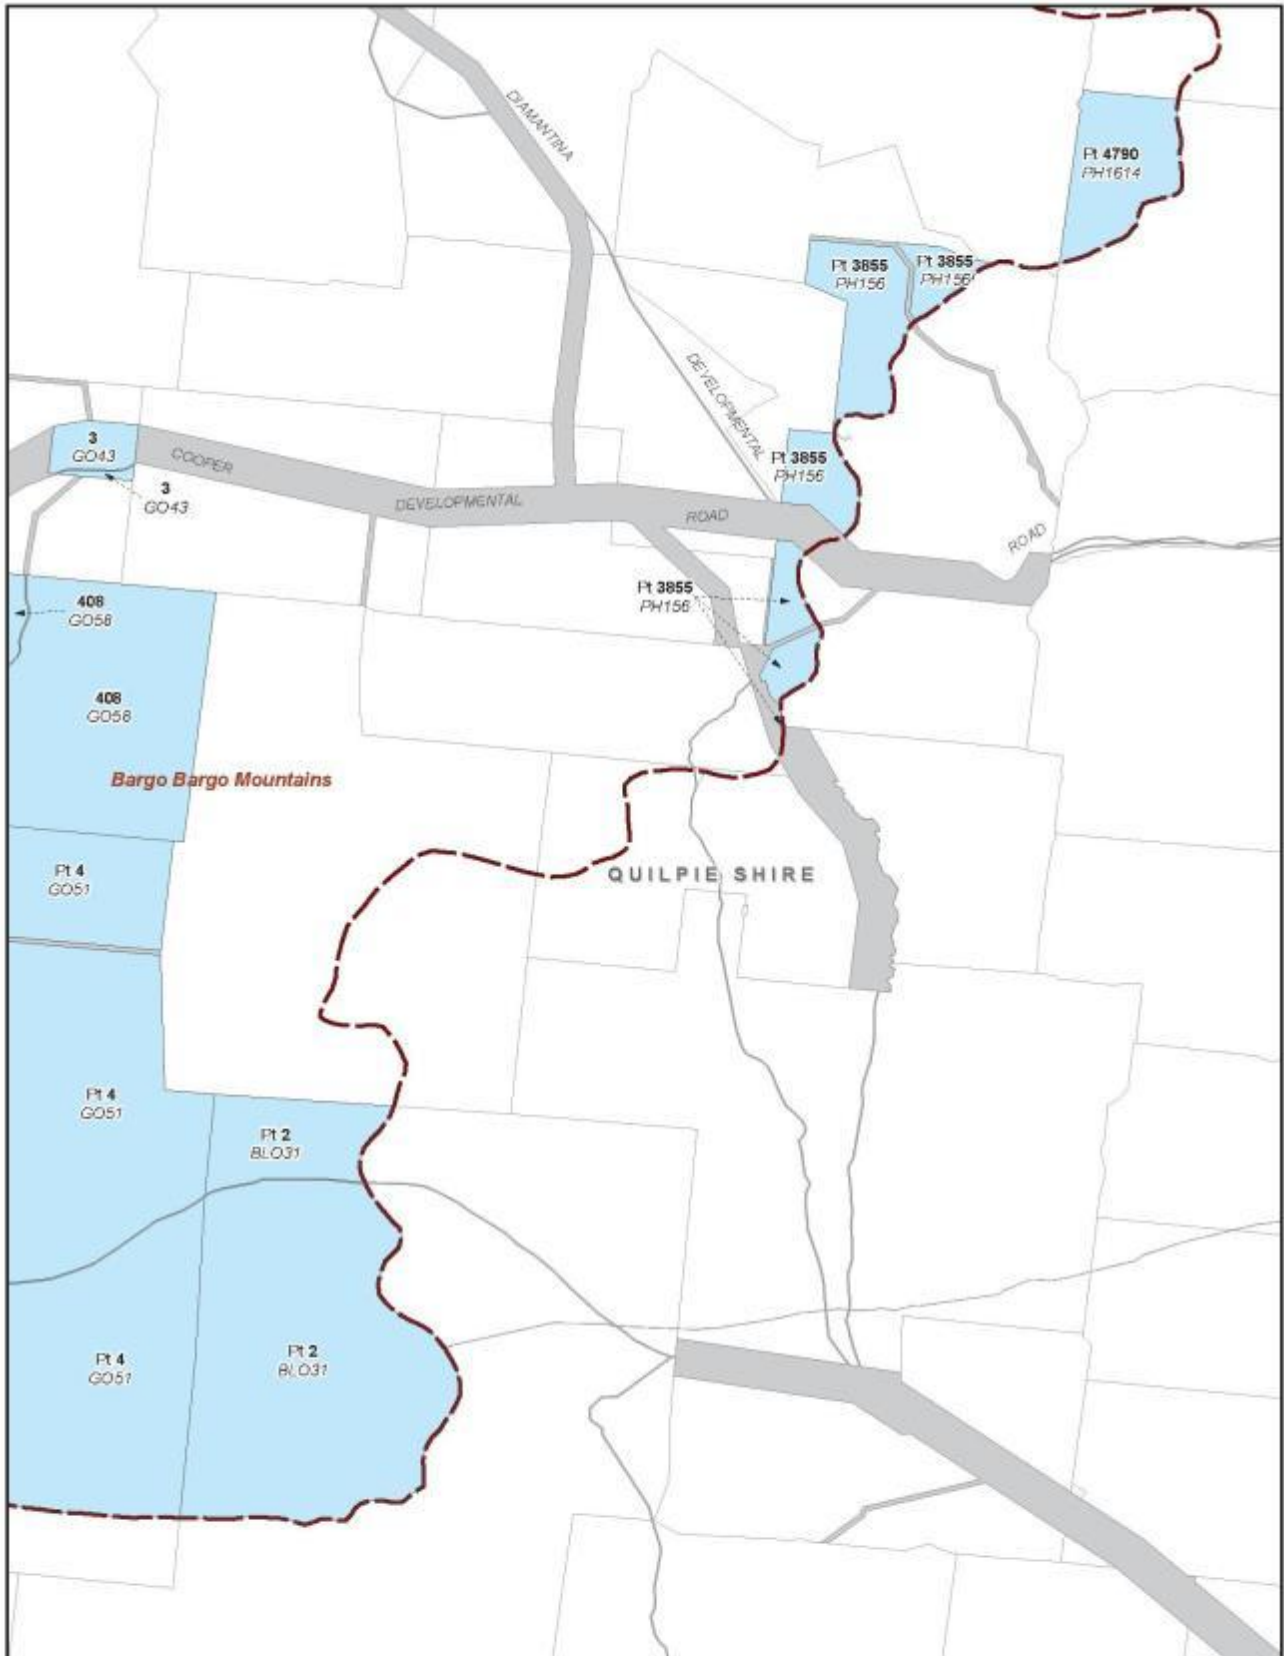 DIAMANTINA
Pt 4790
PH1614
Pt 3855
PH156
Pt 3855
PH156
DEVELOPMENTAL
3
GO43
COOPER
Pt 3855
PH156
3
GO43
DEVELOPMENTAL
ROAD
ROAD
Pt 3855
PH156
408
GO58
408
GO58
Bargo Bargo Mountains
Pt 4
GO51
QUILPIE SHIRE
Pt 4
GO51
Pt 2
BLO31
Pt 4
GO51
Pt 2
BLO31